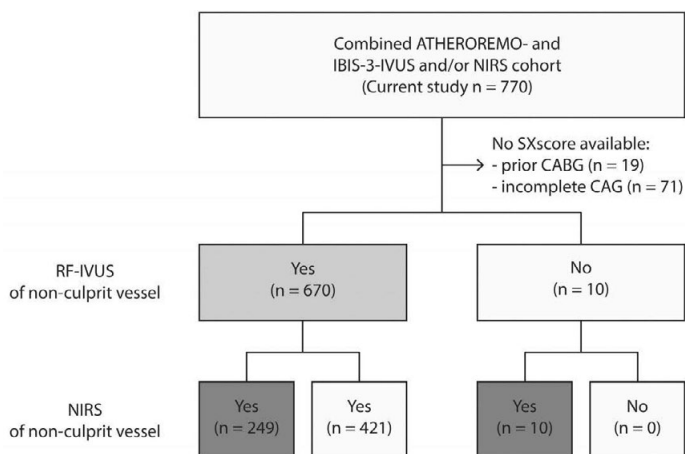 Combined ATHEROREMO- and
IBIS-3-IVUS and/or NIRS cohort
(Current study n = 770)
No SXscore available:
- prior CABG (n = 19)
- incomplete CAG (n = 71)
RF-IVUS
of non-culprit vessel
Yes
(n = 670)
No
(n = 10)
NIRS
of non-culprit vessel
Yes
(n = 249)
Yes
(n = 421)
Yes
(n = 10)
No
(n = 0)